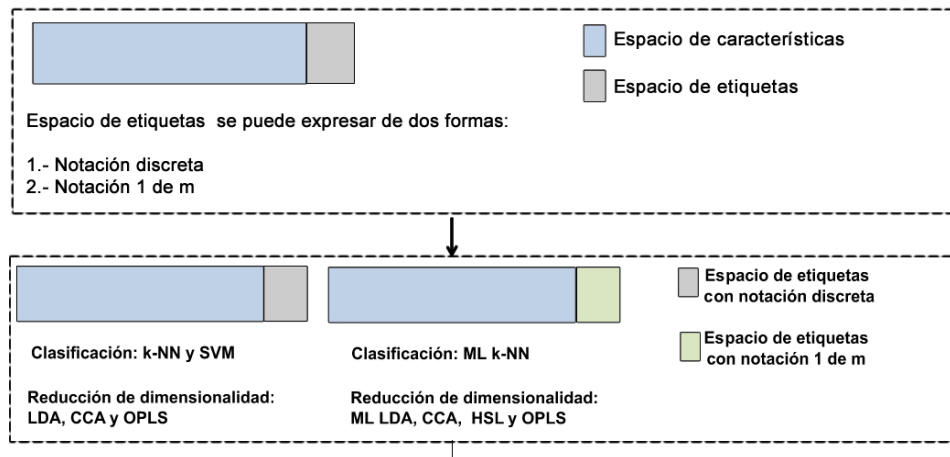 Espacio de característícas
Espacio de etiquetas
Espacio de etiquetas se puede expresar de dos formas:
1.- Notación discreta
2.- Notación 1 de m
Espacio de etiquetas
con notación discreta
Espacio de etiquetas
con notación 1 de m
Clasificación: k-NN y SVM
Reducción de dimensionalidad:
LDA, CCA y OPLS
Clasificación: ML k-NN
Reducción de dimensionalidad:
ML LDA, CCA, HSL y OPLS